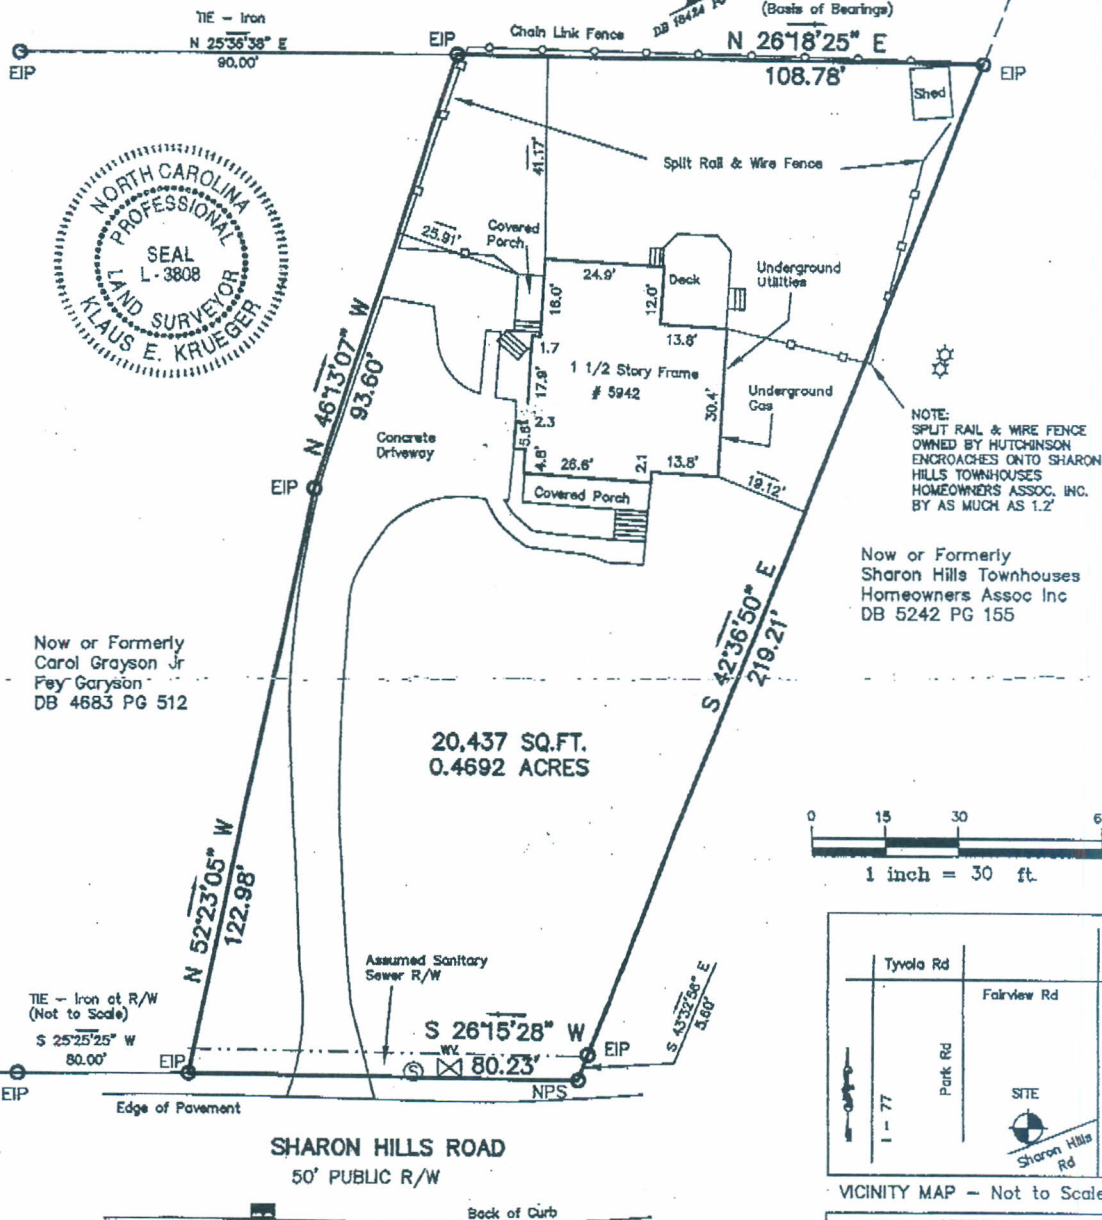 (Basis of Bearings)
TIE - Iron
N 25°36'38" E
90.00'
EIP
EIP
Chain Link Fence
DB 18424
N 26°18'25" E
108.78'
EIP
Shed
Split Rail & Wire Fence
41.17'
NORTH CAROLINA
PROFESSIONAL
SEAL
L-3808
LAND SURVEYOR
KLAUS E. KRUEGER
25.91'
Covered
Porch
24.9'
Deck
Underground
Utilities
16.0'
12.0'
13.8'
1.7
1 1/2 Story Frame
# 5942
17.9'
30.4'
Underground
Gas
N 46°13'07" W
93.60'
Concrete
Driveway
2.3
5.6'
4.8'
26.6'
2.1
13.8'
19.12'
Covered Porch
EIP
NOTE:
SPLIT RAIL & WIRE FENCE
OWNED BY HUTCHINSON
ENCROACHES ONTO SHARON
HILLS TOWNHOUSES
HOMEOWNERS ASSOC. INC.
BY AS MUCH AS 1.2'
Now or Formerly
Sharon Hills Townhouses
Homeowners Assoc Inc
DB 5242 PG 155
S 42°36'50" E
219.21'
Now or Formerly
Carol Grayson Jr
Fey Garyson
DB 4683 PG 512
20,437 SQ.FT.
0.4692 ACRES
0 15 30 6
1 inch = 30 ft.
N 52°23'05" W
122.98'
Assumed Sanitary
Sewer R/W
TIE - Iron at R/W
(Not to Scale)
S 25°25'25" W
80.00'
EIP
EIP
S 26°15'28" W
WV
S
80.23'
EIP
NPS
S 43°32'56" E
5.60'
Edge of Pavement
SHARON HILLS ROAD
50' PUBLIC R/W
Back of Curb
Tyvola Rd
Fairview Rd
Park Rd
I - 77
SITE
Sharon Hills
Rd
VICINITY MAP - Not to Scale